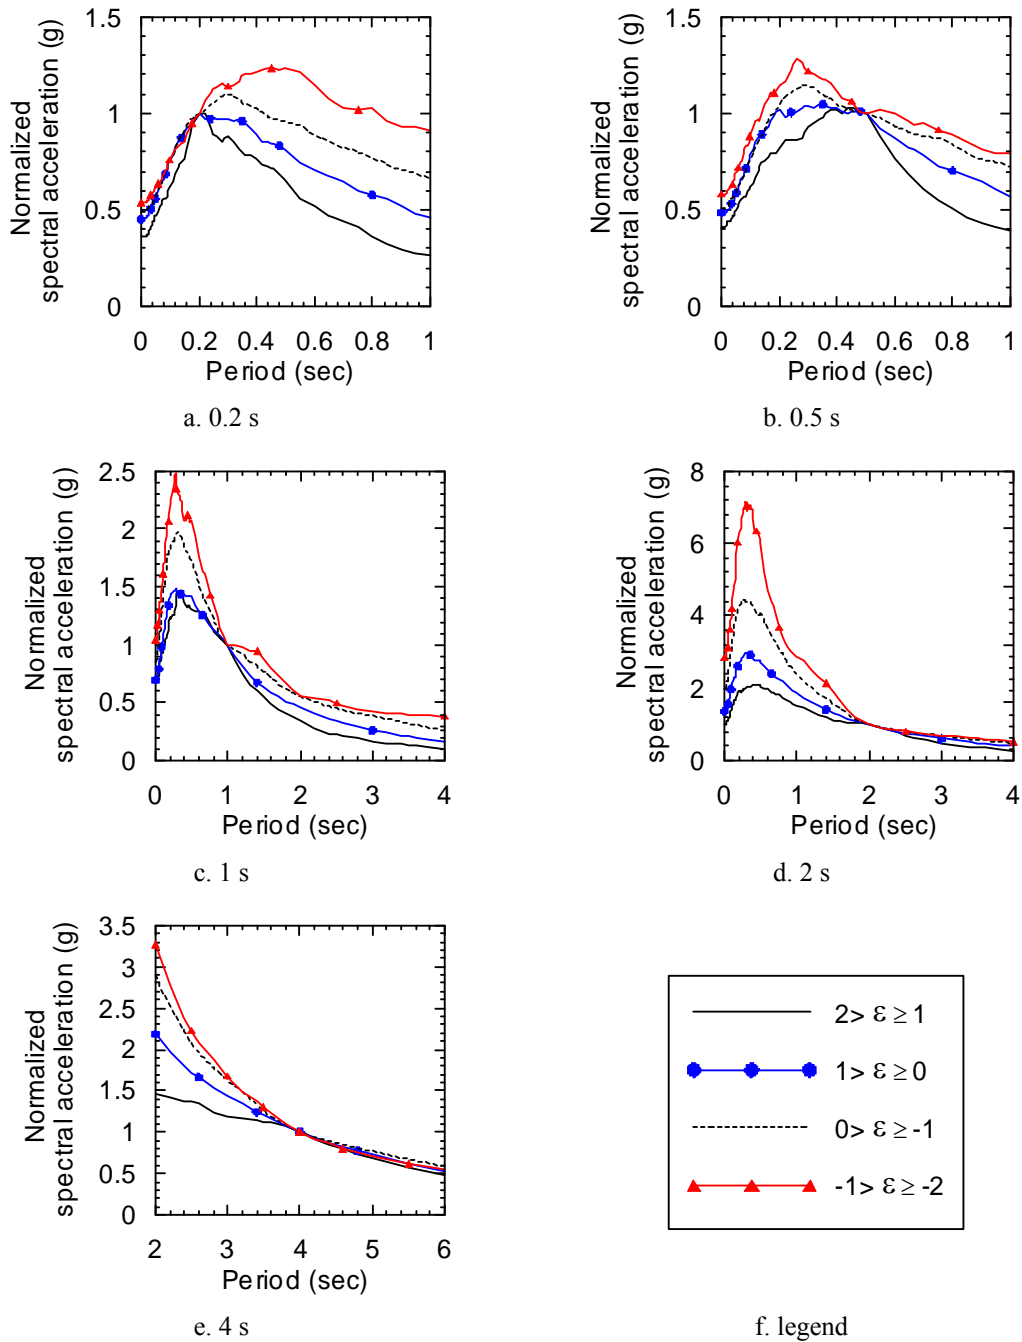 Normalized
spectral acceleration (g)
1.5
1
0.5
0
0 0.2 0.4 0.6 0.8 1
Period (sec)
a. 0.2 s
Normalized
spectral acceleration (g)
1.5
1
0.5
0
0 0.2 0.4 0.6 0.8 1
Period (sec)
b. 0.5 s
Normalized
spectral acceleration (g)
2.5
2
1.5
1
0.5
0
0 1 2 3 4
Period (sec)
c. 1 s
Normalized
spectral acceleration (g)
8
6
4
2
0
0 1 2 3 4
Period (sec)
d. 2 s
Normalized
spectral acceleration (g)
3.5
3
2.5
2
1.5
1
0.5
0
2 3 4 5 6
Period (sec)
e. 4 s
2> ε ≥ 1
1> ε ≥ 0
0> ε ≥ -1
-1> ε ≥ -2
f. legend